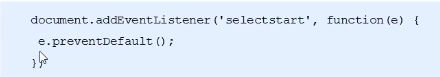 document.addEventListener('selectstart', function(e) {
e.preventDefault();
});